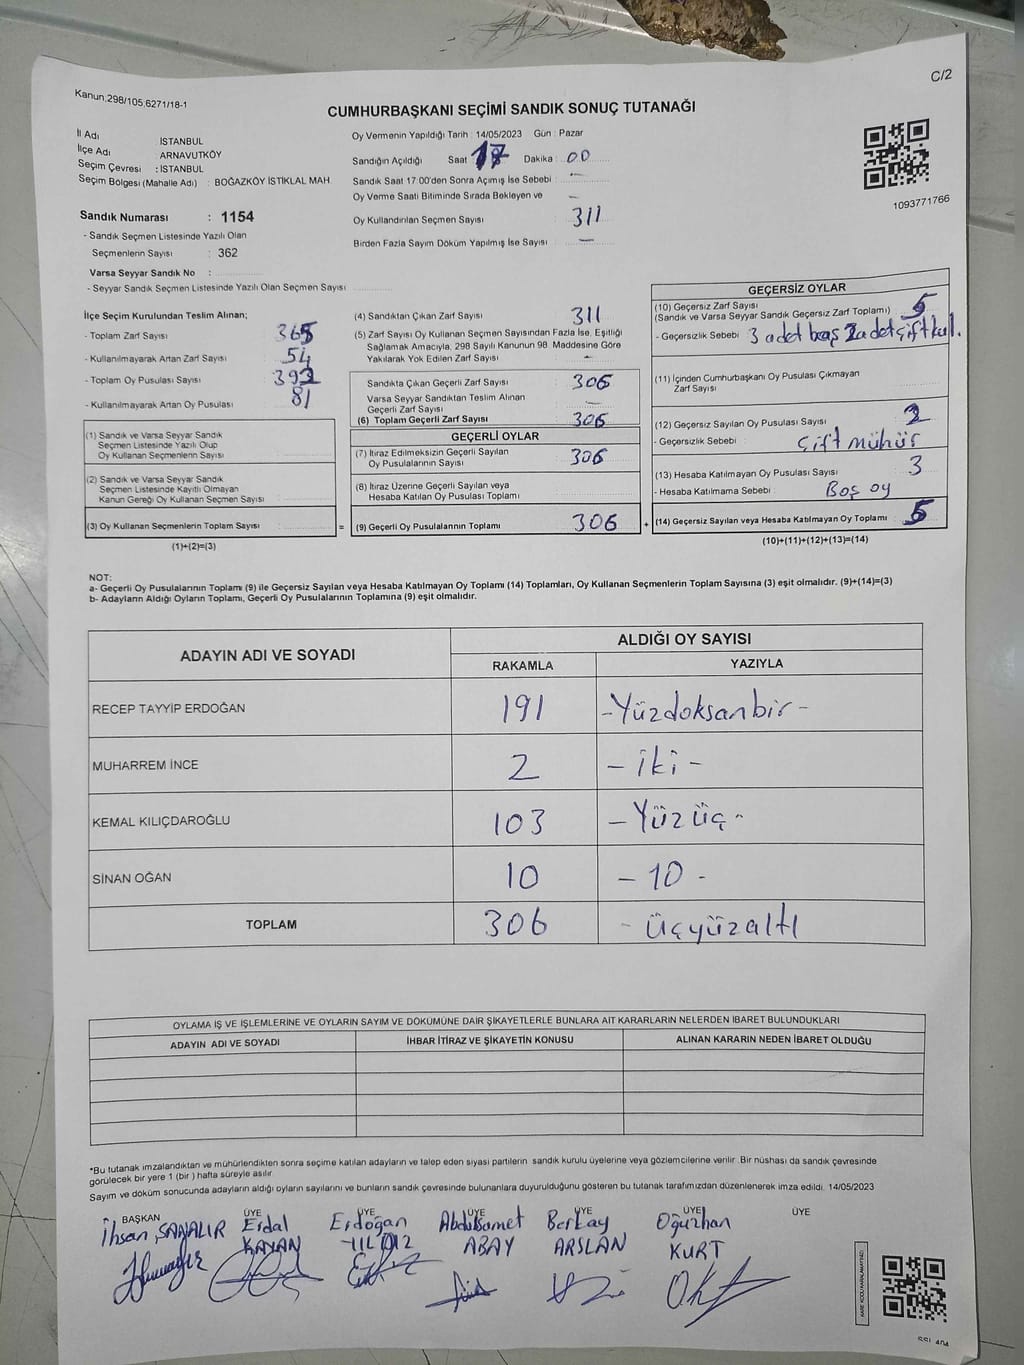 C/2
Kanun;298/105,6271/18-1
CUMHURBAŞKANI SEÇİMİ SANDIK SONUÇ TUTANAĞI
İl Adı : İSTANBUL
İlçe Adı : ARNAVUTKÖY
Seçim Çevresi : İSTANBUL
Seçim Bölgesi (Mahalle Adı) : BOĞAZKÖY İSTİKLAL MAH.
Sandık Numarası : 1154
- Sandık Seçmen Listesinde Yazılı Olan
Seçmenlerin Sayısı : 362
Varsa Seyyar Sandık No :
- Seyyar Sandık Seçmen Listesinde Yazılı Olan Seçmen Sayısı
Oy Vermenin Yapıldığı Tarih : 14/05/2023 Gün : Pazar
Sandığın Açıldığı Saat : 17 Dakika : 00
Sandık Saat 17:00'den Sonra Açımış İse Sebebi : -
Oy Verme Saati Bitiminde Sırada Bekleyen ve -
Oy Kullandırılan Seçmen Sayısı 311
Birden Fazla Sayım Döküm Yapılmış İse Sayısı -
1093771766
İlçe Seçim Kurulundan Teslim Alınan;
- Toplam Zarf Sayısı : 365
- Kullanılmayarak Artan Zarf Sayısı : 54
- Toplam Oy Pusulası Sayısı : 392
- Kullanılmayarak Artan Oy Pusulası : 81
(1) Sandık ve Varsa Seyyar Sandık
Seçmen Listesinde Yazılı Olup
Oy Kullanan Seçmenlerin Sayısı
(2) Sandık ve Varsa Seyyar Sandık
Seçmen Listesinde Kayıtlı Olmayan
Kanun Gereği Oy Kullanan Seçmen Sayısı
(3) Oy Kullanan Seçmenlerin Toplam Sayısı
(1)+(2)=(3)
(4) Sandıktan Çıkan Zarf Sayısı : 311
(5) Zarf Sayısı Oy Kullanan Seçmen Sayısından Fazla İse, Eşitliği
Sağlamak Amacıyla, 298 Sayılı Kanunun 98. Maddesine Göre
Yakılarak Yok Edilen Zarf Sayısı : -
Sandıkta Çıkan Geçerli Zarf Sayısı : 306
Varsa Seyyar Sandıktan Teslim Alınan
Geçerli Zarf Sayısı : -
(6) Toplam Geçerli Zarf Sayısı : 306
GEÇERLİ OYLAR
(7) İtiraz Edilmeksizin Geçerli Sayılan
Oy Pusulalarının Sayısı : 306
(8) İtiraz Üzerine Geçerli Sayılan veya
Hesaba Katılan Oy Pusulası Toplamı :
= (9) Geçerli Oy Pusulalarının Toplamı : 306
GEÇERSİZ OYLAR
(10) Geçersiz Zarf Sayısı
(Sandık ve Varsa Seyyar Sandık Geçersiz Zarf Toplamı) : 5
- Geçersizlik Sebebi : 3 adet boş 2 adet çift kul.
(11) İçinden Cumhurbaşkanı Oy Pusulası Çıkmayan
Zarf Sayısı
(12) Geçersiz Sayılan Oy Pusulası Sayısı : 2
- Geçersizlik Sebebi : Çift mühür
(13) Hesaba Katılmayan Oy Pusulası Sayısı : 3
- Hesaba Katılmama Sebebi : Boş oy
+ (14) Geçersiz Sayılan veya Hesaba Katılmayan Oy Toplamı : 5
(10)+(11)+(12)+(13)=(14)
NOT:
a- Geçerli Oy Pusulalarının Toplamı (9) ile Geçersiz Sayılan veya Hesaba Katılmayan Oy Toplamı (14) Toplamları, Oy Kullanan Seçmenlerin Toplam Sayısına (3) eşit olmalıdır. (9)+(14)=(3)
b- Adayların Aldığı Oyların Toplamı, Geçerli Oy Pusulalarının Toplamına (9) eşit olmalıdır.
ADAYIN ADI VE SOYADI
ALDIĞI OY SAYISI
RAKAMLA YAZIYLA
RECEP TAYYİP ERDOĞAN 191 -Yüzdoksanbir-
MUHARREM İNCE 2 -iki-
KEMAL KILIÇDAROĞLU 103 -Yüzüç-
SİNAN OĞAN 10 -10-
TOPLAM 306 -Üçyüzaltı
OYLAMA İŞ VE İŞLEMLERİNE VE OYLARIN SAYIM VE DÖKÜMÜNE DAİR ŞİKAYETLERLE BUNLARA AİT KARARLARIN NELERDEN İBARET BULUNDUKLARI
ADAYIN ADI VE SOYADI İHBAR İTİRAZ VE ŞİKAYETİN KONUSU ALINAN KARARIN NEDEN İBARET OLDUĞU
*Bu tutanak imzalandıktan ve mühürlendikten sonra seçime katılan adayların ve talep eden siyasi partilerin sandık kurulu üyelerine veya gözlemcilerine verilir. Bir nüshası da sandık çevresinde
görülecek bir yere 1 (bir ) hafta süreyle asılır.
Sayım ve döküm sonucunda adayların aldığı oyların sayılarını ve bunların sandık çevresinde bulunanlara duyurulduğunu gösteren bu tutanak tarafımızdan düzenlenerek imza edildi. 14/05/2023
BAŞKAN ÜYE ÜYE ÜYE ÜYE ÜYE ÜYE
İhsan Erdal Erdoğan Abdulsamet Berkay Oğuzhan
KAYAN ABAY ARSLAN KURT